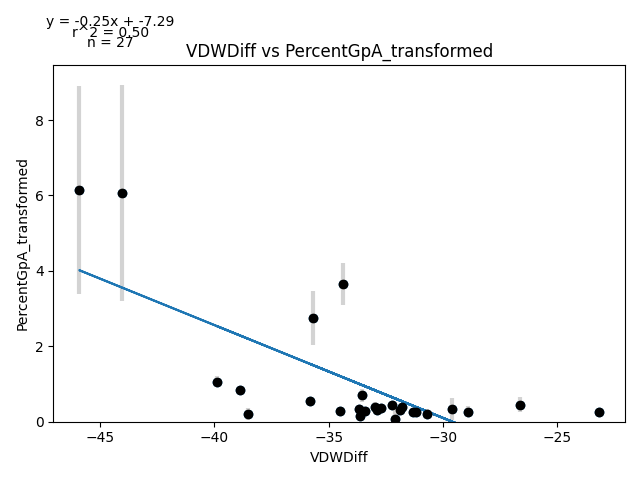 y = -0.25x + -7.29
r^2 = 0.50
n = 27
VDWDiff vs PercentGpA_transformed
PercentGpA_transformed
8
6
4
2
0
−45
−40
−35
−30
−25
VDWDiff